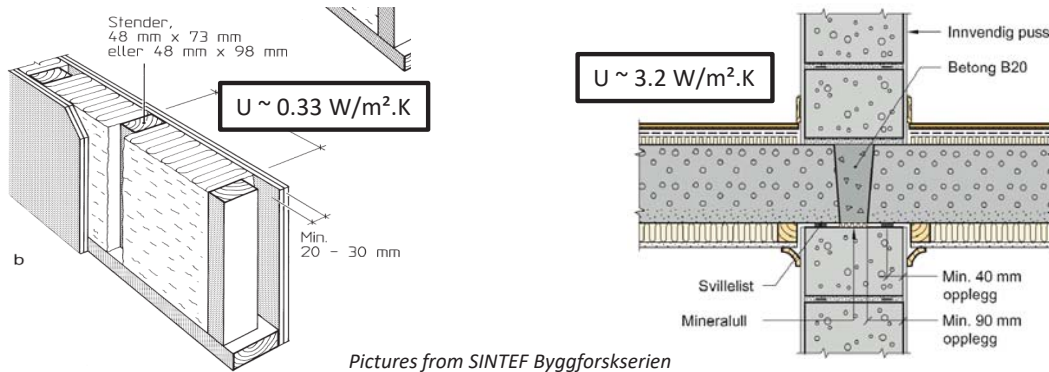 Stender,
48 mm x 73 mm
eller 48 mm x 98 mm
U ~ 0.33 W/m².K
Min.
20 – 30 mm
b
U ~ 3.2 W/m².K
Innvendig puss
Betong B20
Svillelist
Mineralull
Min. 40 mm
opplegg
Min. 90 mm
opplegg
Pictures from SINTEF Byggforskserien